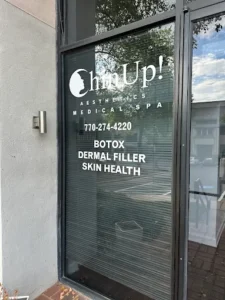 ChinUp!
AESTHETICS
MEDICAL SPA
770-274-4220
BOTOX
DERMAL FILLER
SKIN HEALTH